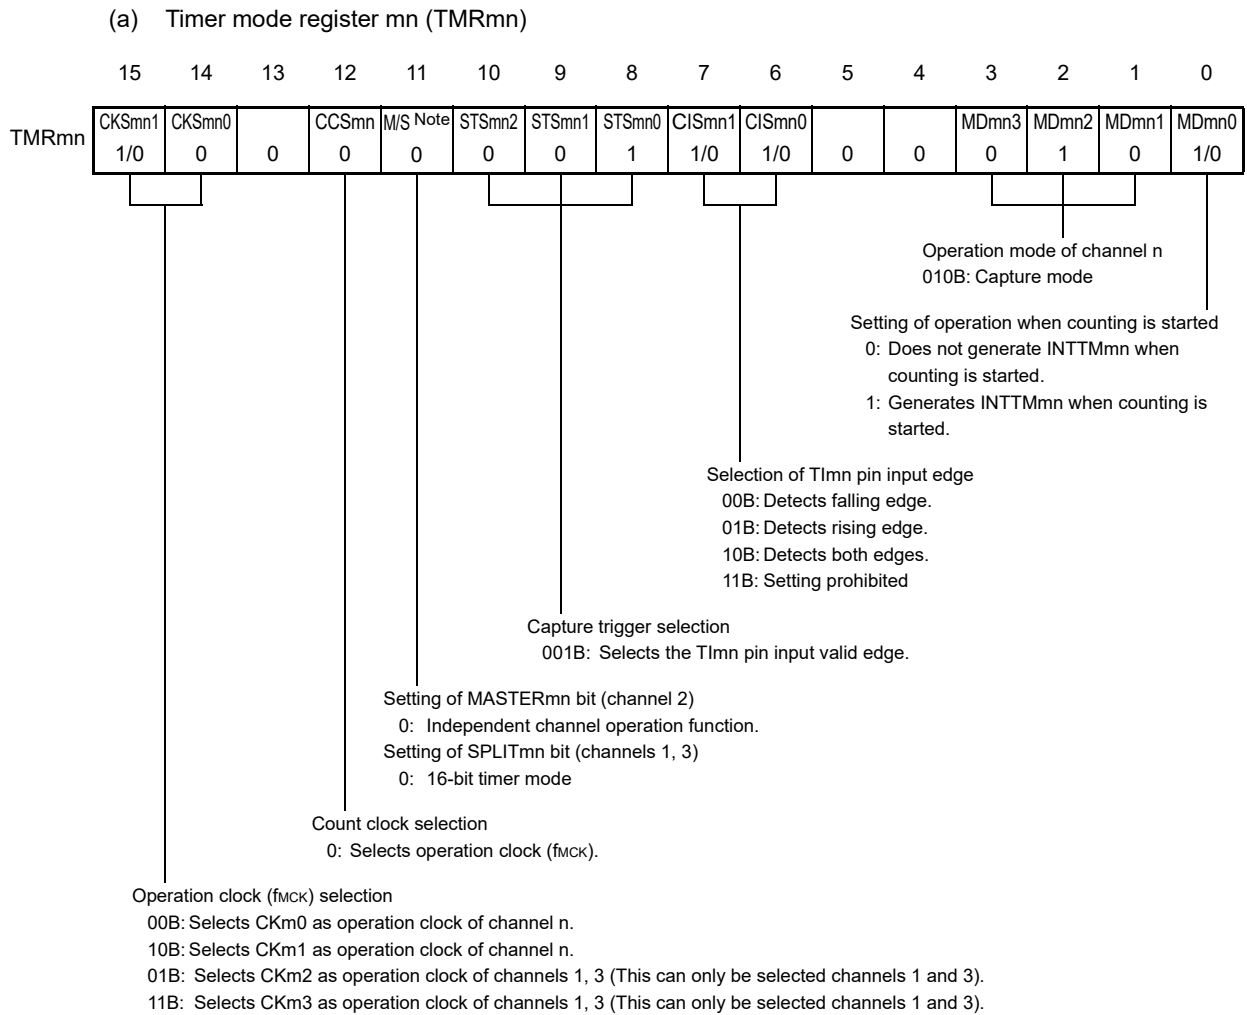 (a) Timer mode register mn (TMRmn)
15 14 13 12 11 10 9 8 7 6 5 4 3 2 1 0
TMRmn CKSmn1 CKSmn0 CCSmn M/S Note STSmn2 STSmn1 STSmn0 CISmn1 CISmn0 MDmn3 MDmn2 MDmn1 MDmn0
1/0 0 0 0 0 0 0 1 1/0 1/0 0 0 0 1 0 1/0
Operation mode of channel n
010B: Capture mode
Setting of operation when counting is started
0: Does not generate INTTMmn when
counting is started.
1: Generates INTTMmn when counting is
started.
Selection of TImn pin input edge
00B: Detects falling edge.
01B: Detects rising edge.
10B: Detects both edges.
11B: Setting prohibited
Capture trigger selection
001B: Selects the TImn pin input valid edge.
Setting of MASTERmn bit (channel 2)
0: Independent channel operation function.
Setting of SPLITmn bit (channels 1, 3)
0: 16-bit timer mode
Count clock selection
0: Selects operation clock (fMCK).
Operation clock (fMCK) selection
00B: Selects CKm0 as operation clock of channel n.
10B: Selects CKm1 as operation clock of channel n.
01B: Selects CKm2 as operation clock of channels 1, 3 (This can only be selected channels 1 and 3).
11B: Selects CKm3 as operation clock of channels 1, 3 (This can only be selected channels 1 and 3).